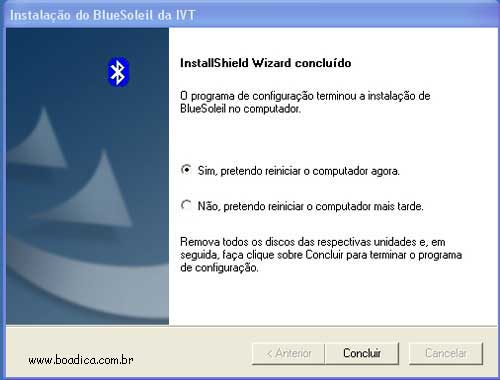 Instalação do BlueSoleil da IVT
InstallShield Wizard concluído
O programa de configuração terminou a instalação de
BlueSoleil no computador.
Sim, pretendo reiniciar o computador agora.
Não, pretendo reiniciar o computador mais tarde.
Remova todos os discos das respectivas unidades e, em
seguida, faça clique sobre Concluir para terminar o programa
de configuração.
www.boadica.com.br
< Anterior
Concluir
Cancelar